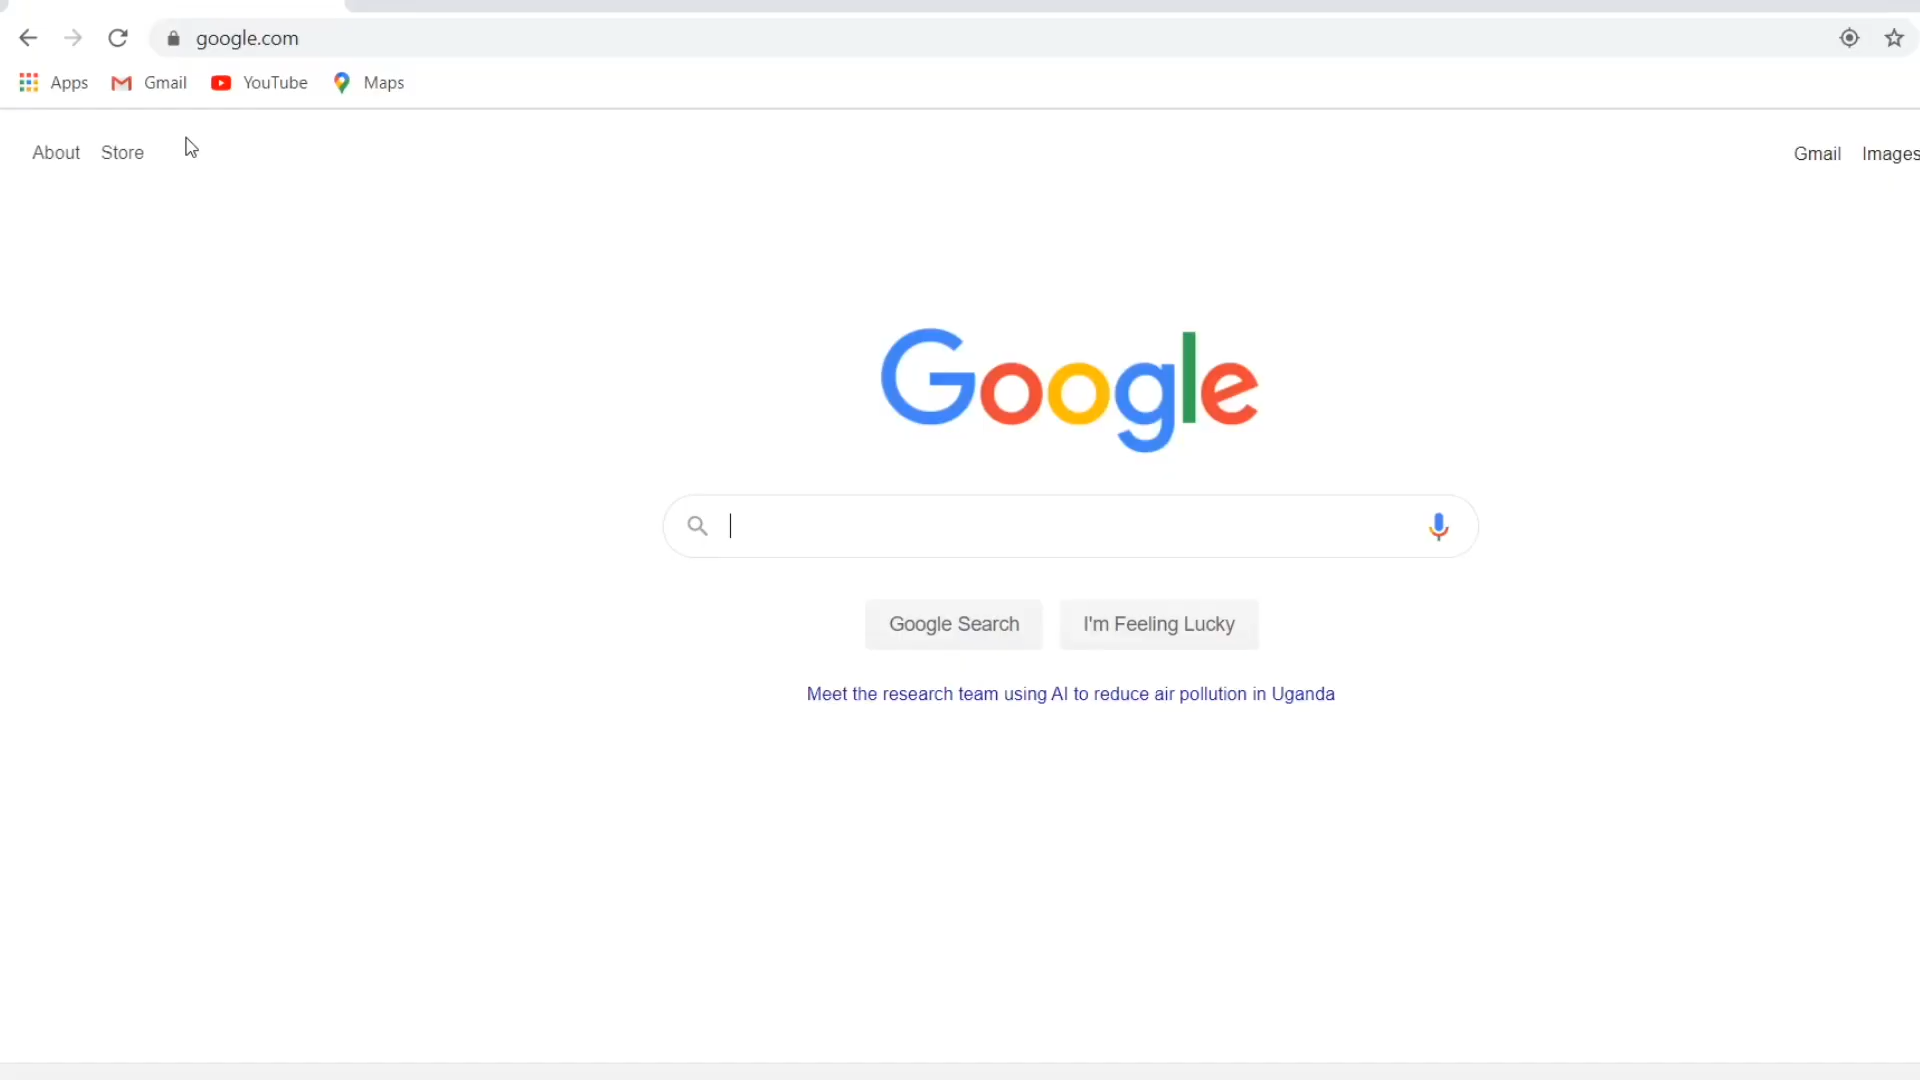 google.com
Apps Gmail YouTube Maps
About Store Gmail Images
Google
Google Search I'm Feeling Lucky
Meet the research team using AI to reduce air pollution in Uganda